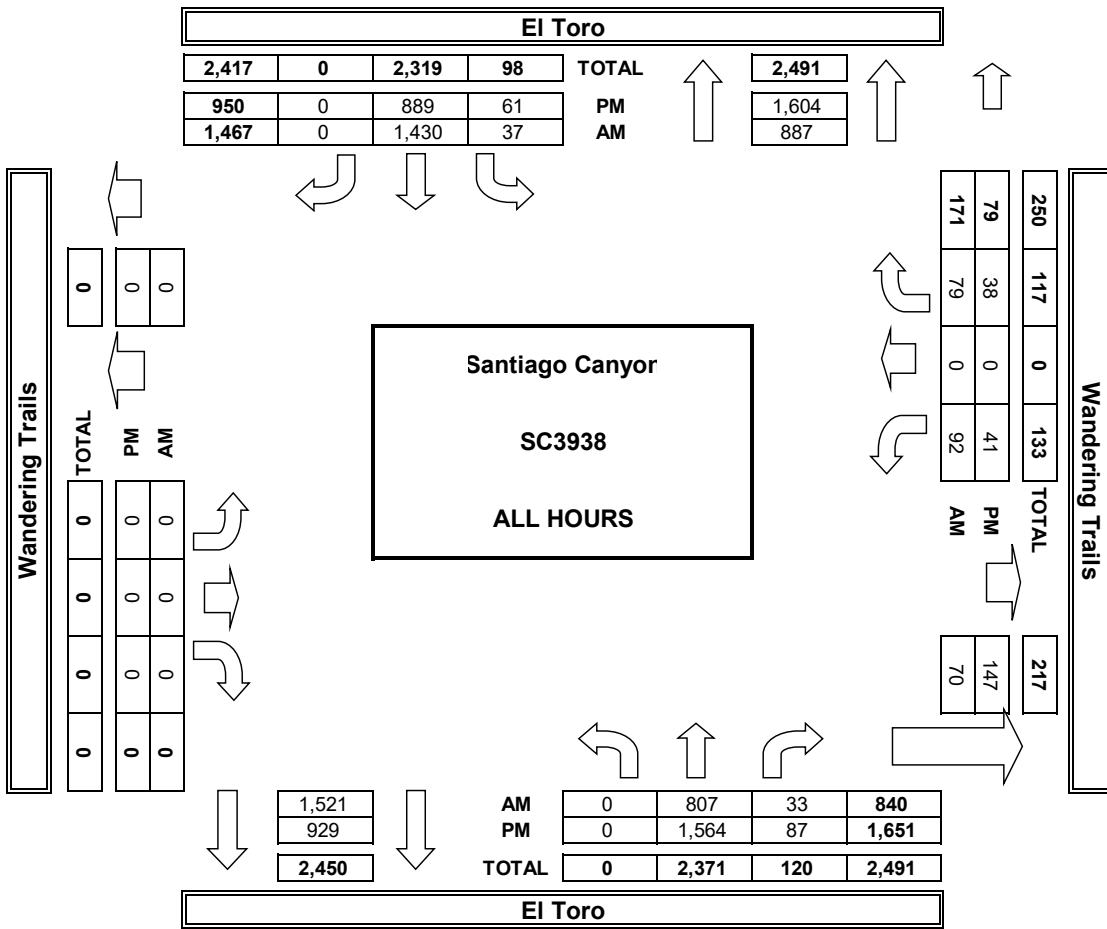 El Toro
2,417 0 2,319 98 TOTAL 2,491
950 0 889 61 PM 1,604
1,467 0 1,430 37 AM 887
Wandering Trails
0 0 0
TOTAL PM AM
0 0 0
0 0 0
0 0 0
0 0 0
Santiago Canyor
SC3938
ALL HOURS
171 79 250
79 38 117
0 0 0
92 41 133
AM PM TOTAL
70 147 217
Wandering Trails
1,521 AM 0 807 33 840
929 PM 0 1,564 87 1,651
2,450 TOTAL 0 2,371 120 2,491
El Toro